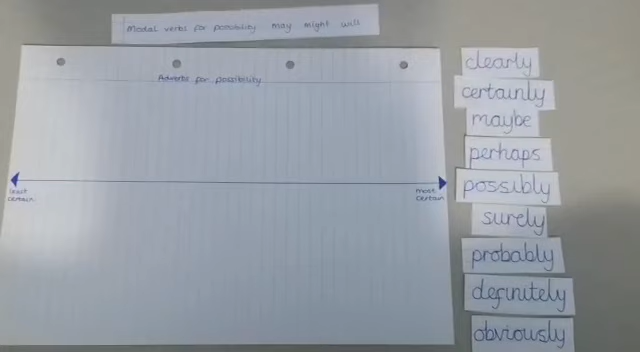 Modal verbs for possibility may might will
Adverbs for possibility
least
certain
most
certain
clearly
certainly
maybe
perhaps
possibly
surely
probably
definitely
obviously